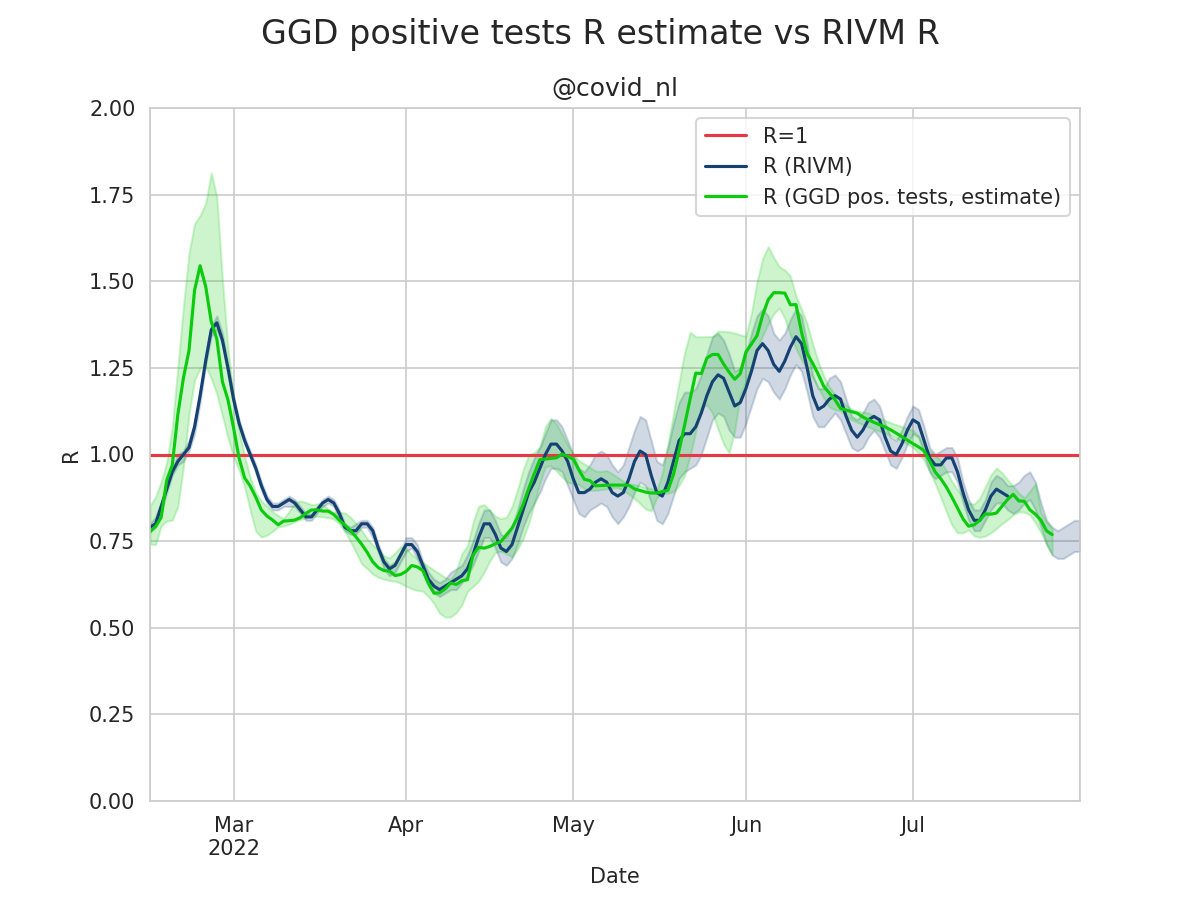 GGD positive tests R estimate vs RIVM R
@covid_nl
2.00
1.75
1.50
1.25
1.00
0.75
0.50
0.25
0.00
R
R=1
R (RIVM)
R (GGD pos. tests, estimate)
Mar
2022
Apr
May
Jun
Jul
Date